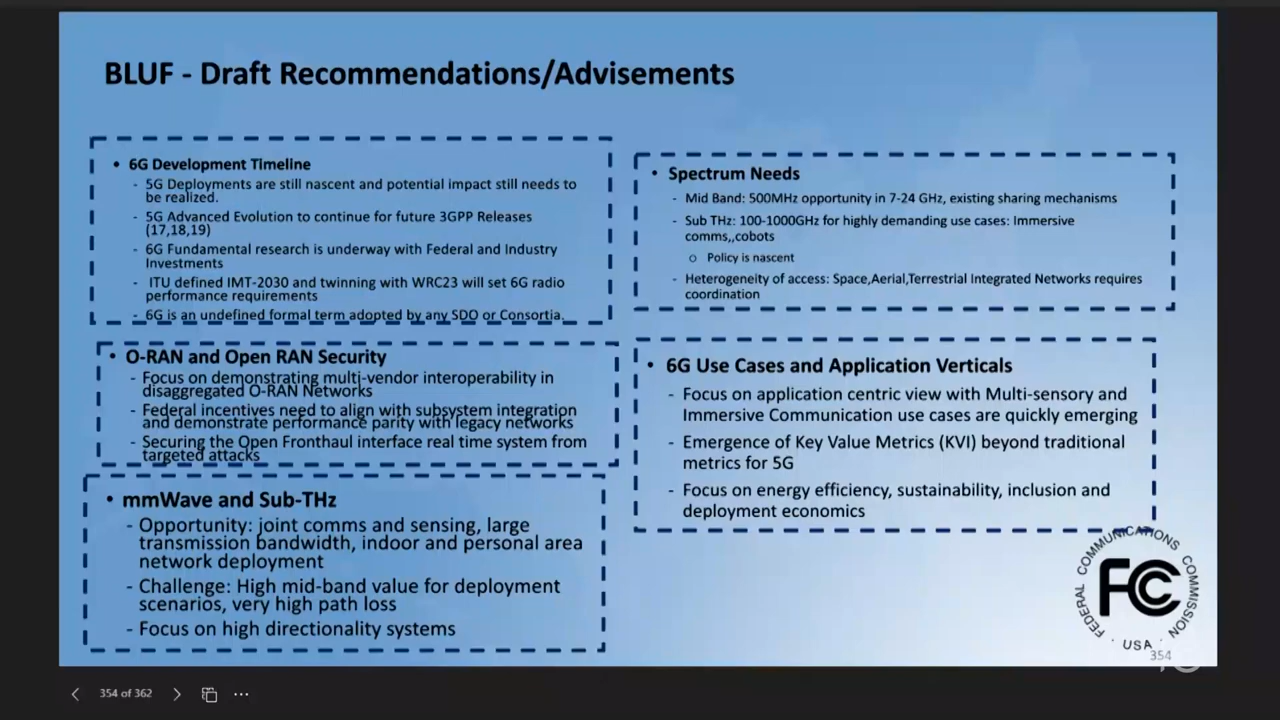 BLUF - Draft Recommendations/Advisements
• 6G Development Timeline
- 5G Deployments are still nascent and potential impact still needs to
be realized.
- 5G Advanced Evolution to continue for future 3GPP Releases
(17,18,19)
- 6G Fundamental research is underway with Federal and Industry
Investments
- ITU defined IMT-2030 and twinning with WRC23 will set 6G radio
performance requirements
- 6G is an undefined formal term adopted by any SDO or Consortia.
• O-RAN and Open RAN Security
- Focus on demonstrating multi-vendor interoperability in
disaggregated O-RAN Networks
- Federal incentives need to align with subsystem integration
and demonstrate performance parity with legacy networks
- Securing the Open Fronthaul interface real time system from
targeted attacks
• mmWave and Sub-THz
- Opportunity: joint comms and sensing, large
transmission bandwidth, indoor and personal area
network deployment
- Challenge: High mid-band value for deployment
scenarios, very high path loss
- Focus on high directionality systems
• Spectrum Needs
- Mid Band: 500MHz opportunity in 7-24 GHz, existing sharing mechanisms
- Sub THz: 100-1000GHz for highly demanding use cases: Immersive
comms,,cobots
o Policy is nascent
- Heterogeneity of access: Space,Aerial,Terrestrial Integrated Networks requires
coordination
• 6G Use Cases and Application Verticals
- Focus on application centric view with Multi-sensory and
Immersive Communication use cases are quickly emerging
- Emergence of Key Value Metrics (KVI) beyond traditional
metrics for 5G
- Focus on energy efficiency, sustainability, inclusion and
deployment economics
FEDERAL COMMUNICATIONS COMMISSION
FCC
· USA ·
354
354 of 362